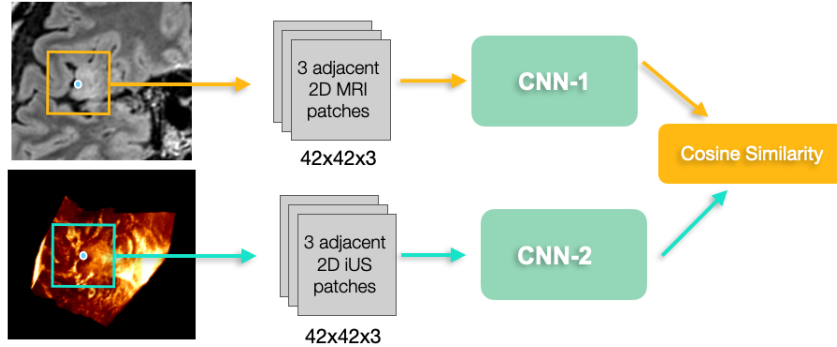 3 adjacent
2D MRI
patches
42x42x3
CNN-1
Cosine Similarity
3 adjacent
2D iUS
patches
42x42x3
CNN-2